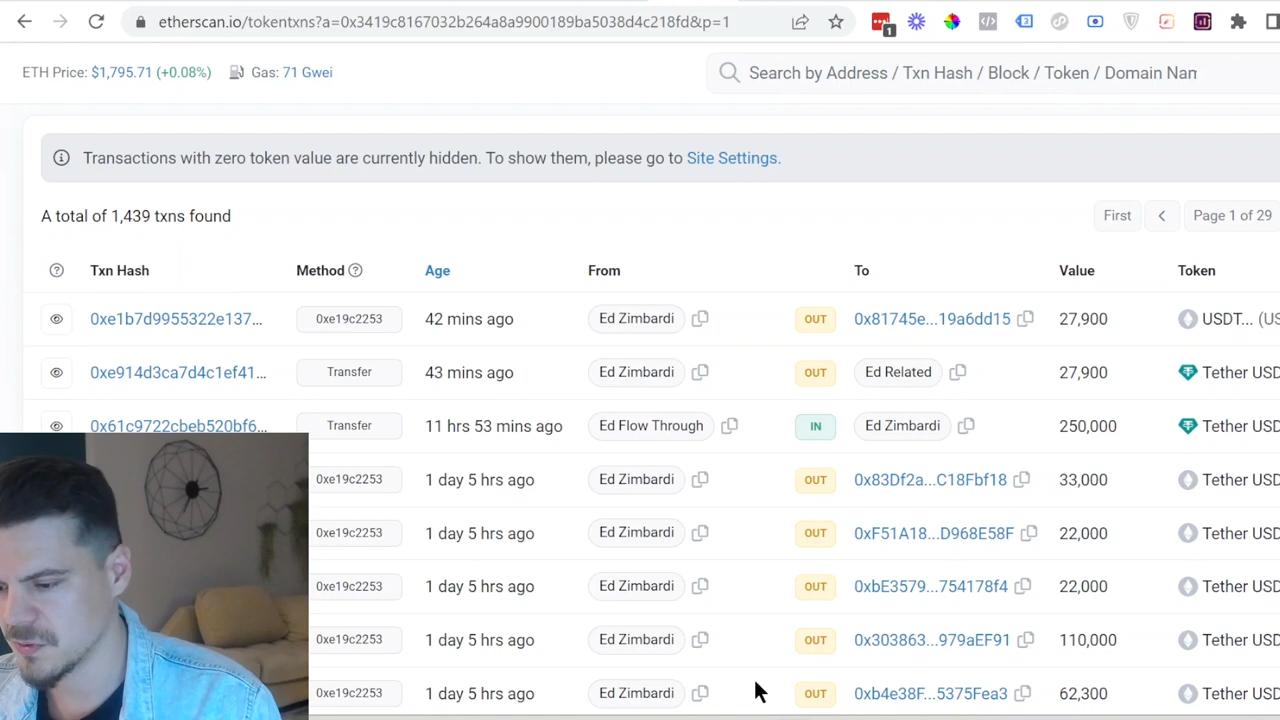 etherscan.io/tokentxns?a=0x3419c8167032b264a8a9900189ba5038d4c218fd&p=1
1
ETH Price: $1,795.71 (+0.08%) Gas: 71 Gwei
Search by Address / Txn Hash / Block / Token / Domain Nan
Transactions with zero token value are currently hidden. To show them, please go to Site Settings.
A total of 1,439 txns found
First Page 1 of 29
Txn Hash Method Age From To Value Token
0xe1b7d9955322e137... 0xe19c2253 42 mins ago Ed Zimbardi OUT 0x81745e...19a6dd15 27,900 USDT... (US
0xe914d3ca7d4c1ef41... Transfer 43 mins ago Ed Zimbardi OUT Ed Related 27,900 Tether USD
0x61c9722cbeb520bf6... Transfer 11 hrs 53 mins ago Ed Flow Through IN Ed Zimbardi 250,000 Tether USD
0xe19c2253 1 day 5 hrs ago Ed Zimbardi OUT 0x83Df2a...C18Fbf18 33,000 Tether USD
0xe19c2253 1 day 5 hrs ago Ed Zimbardi OUT 0xF51A18...D968E58F 22,000 Tether USD
0xe19c2253 1 day 5 hrs ago Ed Zimbardi OUT 0xbE3579...754178f4 22,000 Tether USD
0xe19c2253 1 day 5 hrs ago Ed Zimbardi OUT 0x303863...979aEF91 110,000 Tether USD
0xe19c2253 1 day 5 hrs ago Ed Zimbardi OUT 0xb4e38F...5375Fea3 62,300 Tether USD